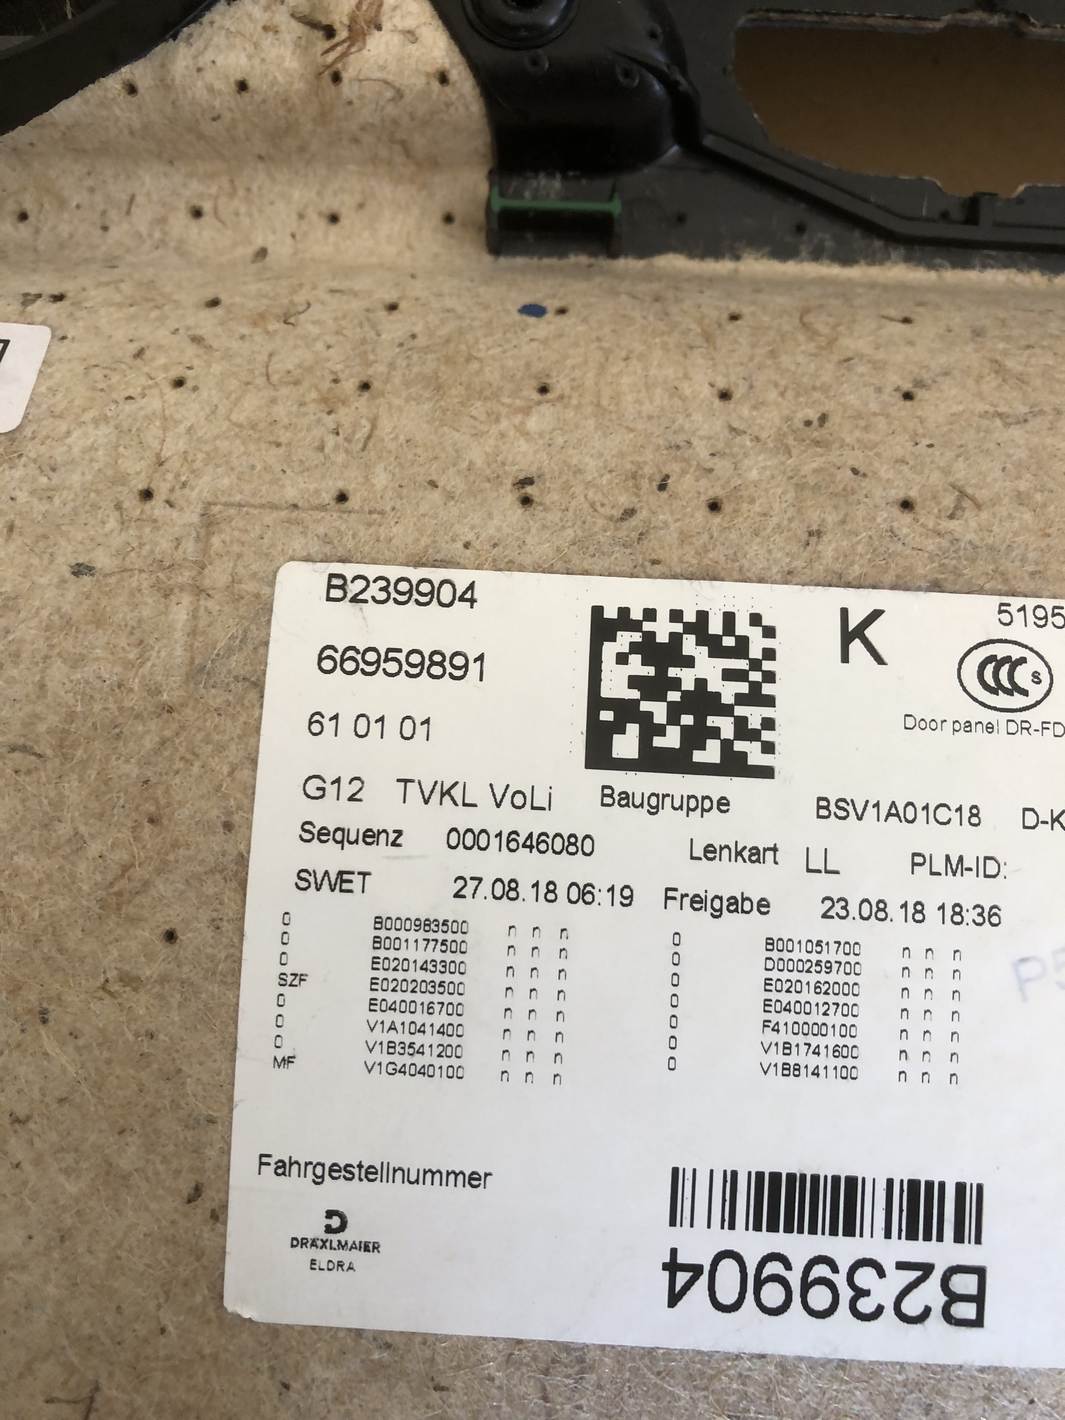 B239904
K
5195
66959891
CCC S
Door panel DR-FD
61 01 01
G12 TVKL VoLi Baugruppe BSV1A01C18 D-K
Sequenz 0001646080 Lenkart LL PLM-ID:
SWET 27.08.18 06:19 Freigabe 23.08.18 18:36
0 B000983500 n n n 0 B001051700 n n n
0 B001177500 n n n 0 D000259700 n n n
0 E020143300 n n n 0 E020162000 n n n
SZF E020203500 n n n 0 E040012700 n n n
0 E040016700 n n n 0 F410000100 n n n
0 V1A1041400 n n n 0 V1B1741600 n n n
0 V1B3541200 n n n 0 V1B8141100 n n n
MF V1G4040100 n n n
P5
Fahrgestellnummer
DRÄXLMAIER
ELDRA
B239904